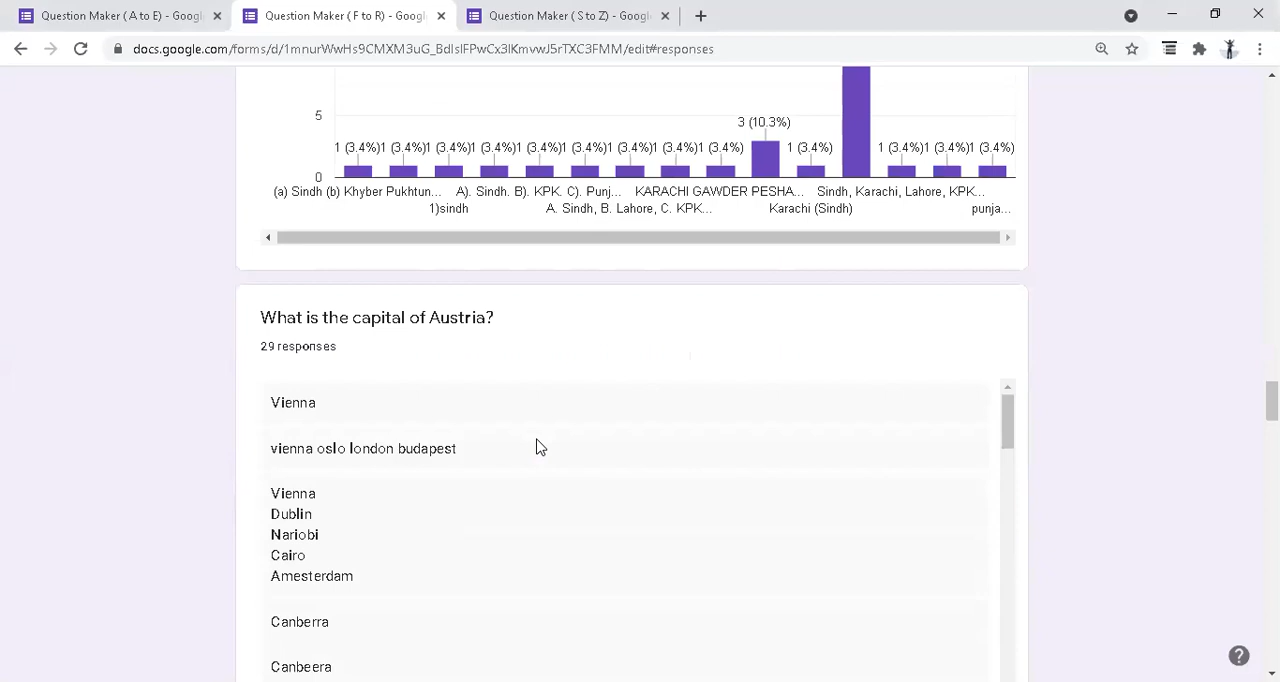 Question Maker ( A to E) - Googl
Question Maker ( F to R) - Googl
Question Maker ( S to Z) - Googl
docs.google.com/forms/d/1mnurWwHs9CMXM3uG_BdIslFPwCx3lKmvwJ5rTXC3FMM/edit#responses
5
3 (10.3%)
1 (3.4%)1 (3.4%)1 (3.4%)1 (3.4%)1 (3.4%)1 (3.4%)1 (3.4%)1 (3.4%)1 (3.4%) 1 (3.4%) 1 (3.4%)1 (3.4%)1 (3.4%)
0
(a) Sindh (b) Khyber Pukhtun... A). Sindh. B). KPK. C). Punj... KARACHI GAWDER PESHA... Sindh, Karachi, Lahore, KPK...
1)sindh A. Sindh, B. Lahore, C. KPK... Karachi (Sindh) punja...
What is the capital of Austria?
29 responses
Vienna
vienna oslo london budapest
Vienna
Dublin
Nariobi
Cairo
Amesterdam
Canberra
Canbeera